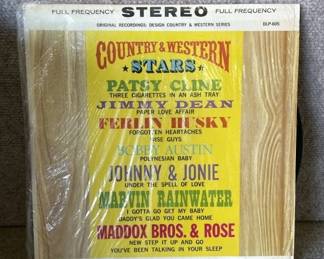 FULL FREQUENCY STEREO FULL FREQUENCY
ORIGINAL RECORDINGS: DESIGN COUNTRY & WESTERN SERIES DLP-605
COUNTRY & WESTERN
STARS
PATSY CLINE
THREE CIGARETTES IN AN ASH TRAY
JIMMY DEAN
PAPER LOVE AFFAIR
FERLIN HUSKY
FORGOTTEN HEARTACHES
WISE GUYS
BOBBY AUSTIN
POLYNESIAN BABY
JOHNNY & JONIE
UNDER THE SPELL OF LOVE
MARVIN RAINWATER
I GOTTA GO GET MY BABY
DADDY'S GLAD YOU CAME HOME
MADDOX BROS. & ROSE
NEW STEP IT UP AND GO
YOU'VE BEEN TALKING IN YOUR SLEEP